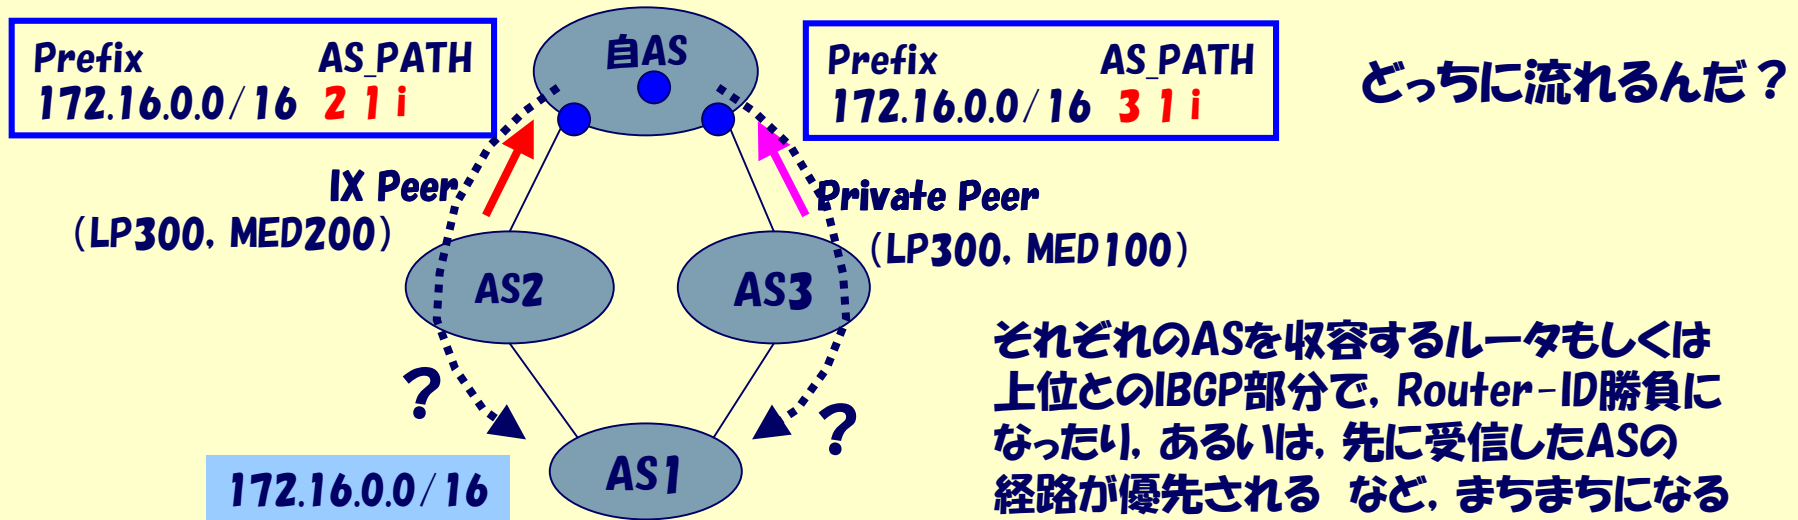 Prefix AS_PATH
172.16.0.0/16 2 1 i
自AS
Prefix AS_PATH
172.16.0.0/16 3 1 i
どっちに流れるんだ？
IX Peer
(LP300, MED200)
Private Peer
(LP300, MED100)
AS2
AS3
?
?
AS1
172.16.0.0/16
それぞれのASを収容するルータもしくは
上位とのIBGP部分で, Router-ID勝負に
なったり, あるいは, 先に受信したASの
経路が優先される など, まちまちになる